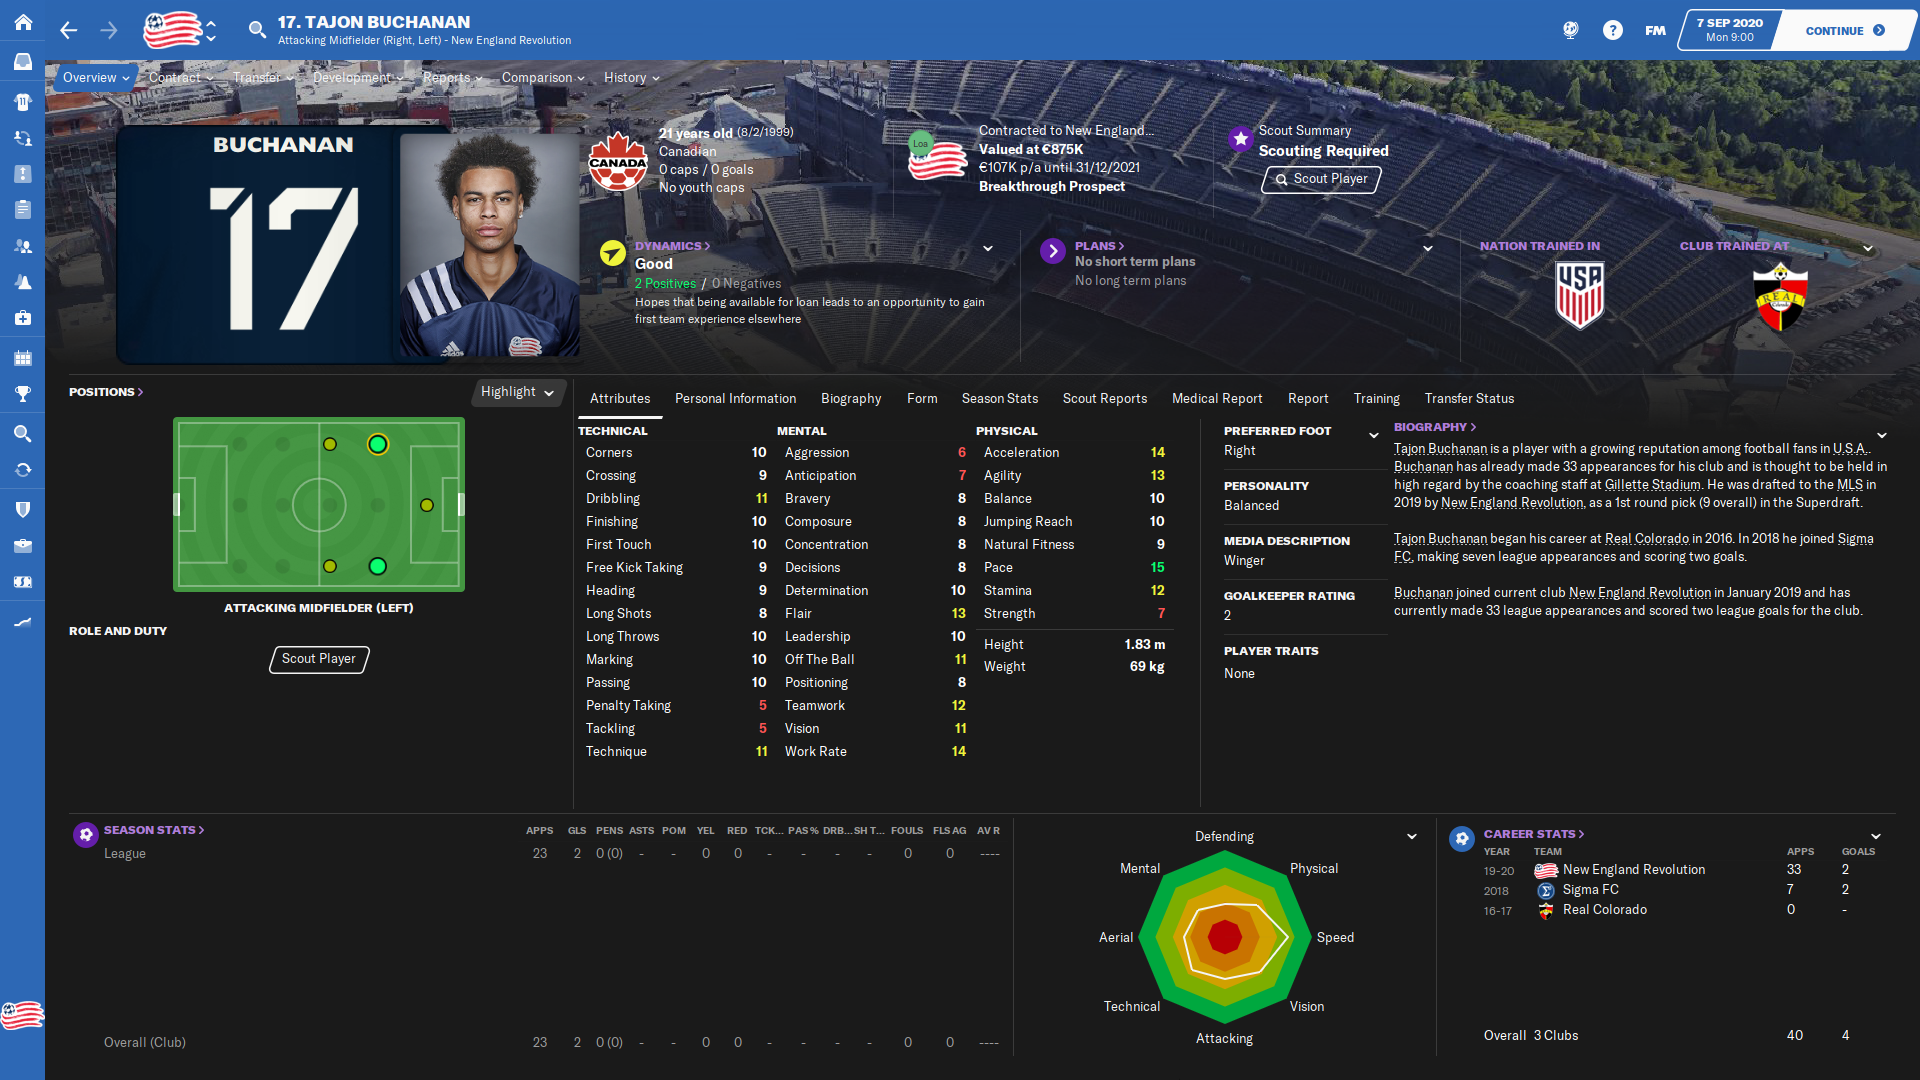 17. TAJON BUCHANAN
Attacking Midfielder (Right, Left) - New England Revolution
FM
7 SEP 2020
Mon 9:00
CONTINUE
Overview
Contract
Transfer
Development
Reports
Comparison
History
BUCHANAN
17
CANADA
21 years old (8/2/1999)
Canadian
0 caps / 0 goals
No youth caps
Loa
Contracted to New England...
Valued at €875K
€107K p/a until 31/12/2021
Breakthrough Prospect
Scout Summary
Scouting Required
Scout Player
DYNAMICS
Good
2 Positives / 0 Negatives
Hopes that being available for loan leads to an opportunity to gain
first team experience elsewhere
PLANS
No short term plans
No long term plans
NATION TRAINED IN
USA
CLUB TRAINED AT
REAL
adidas
POSITIONS
Highlight
ATTACKING MIDFIELDER (LEFT)
ROLE AND DUTY
Scout Player
Attributes
Personal Information
Biography
Form
Season Stats
Scout Reports
Medical Report
Report
Training
Transfer Status
TECHNICAL
Corners 10
Crossing 9
Dribbling 11
Finishing 10
First Touch 10
Free Kick Taking 9
Heading 9
Long Shots 8
Long Throws 10
Marking 10
Passing 10
Penalty Taking 5
Tackling 5
Technique 11
MENTAL
Aggression 6
Anticipation 7
Bravery 8
Composure 8
Concentration 8
Decisions 8
Determination 10
Flair 13
Leadership 10
Off The Ball 11
Positioning 8
Teamwork 12
Vision 11
Work Rate 14
PHYSICAL
Acceleration 14
Agility 13
Balance 10
Jumping Reach 10
Natural Fitness 9
Pace 15
Stamina 12
Strength 7
Height 1.83 m
Weight 69 kg
PREFERRED FOOT
Right
PERSONALITY
Balanced
MEDIA DESCRIPTION
Winger
GOALKEEPER RATING
2
PLAYER TRAITS
None
BIOGRAPHY
Tajon Buchanan is a player with a growing reputation among football fans in U.S.A..
Buchanan has already made 33 appearances for his club and is thought to be held in
high regard by the coaching staff at Gillette Stadium. He was drafted to the MLS in
2019 by New England Revolution, as a 1st round pick (9 overall) in the Superdraft.
Tajon Buchanan began his career at Real Colorado in 2016. In 2018 he joined Sigma
FC, making seven league appearances and scoring two goals.
Buchanan joined current club New England Revolution in January 2019 and has
currently made 33 league appearances and scored two league goals for the club.
SEASON STATS
APPS GLS PENS ASTS POM YEL RED TCK... PAS % DRB... SH T... FOULS FLS AG AV R
League 23 2 0 (0) - - 0 0 - - - - 0 0 ----
Overall (Club) 23 2 0 (0) - - 0 0 - - - - 0 0 ----
Defending
Mental
Physical
Aerial
Speed
Technical
Vision
Attacking
CAREER STATS
YEAR TEAM APPS GOALS
19-20 New England Revolution 33 2
2018 Σ Sigma FC 7 2
16-17 Real Colorado 0 -
Overall 3 Clubs 40 4